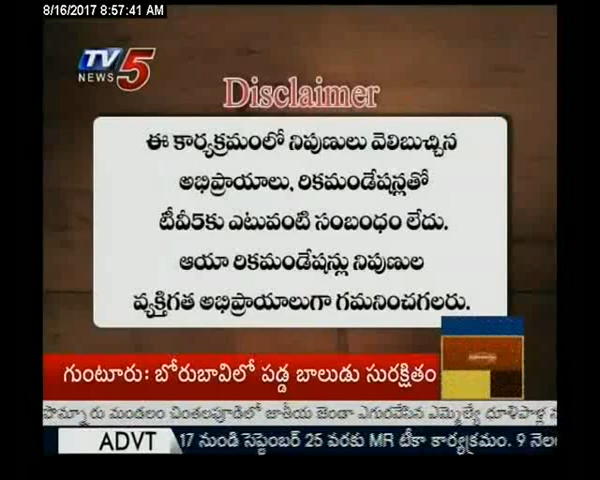 8/16/2017 8:57:41 AM
TV5
NEWS
Disclaimer
ఈ కార్యక్రమంలో నిపుణులు వెలిబుచ్చిన
అభిప్రాయాలు, రికమండేషన్లతో
టీవీ5కు ఎటువంటి సంబంధం లేదు.
ఆయా రికమండేషన్లు నిపుణుల
వ్యక్తిగత అభిప్రాయాలుగా గమనించగలరు.
గుంటూరు: బోరుబావిలో పడ్డ బాలుడు సురక్షితం
మండలం చింతలపూడిలో జాతీయ జెండా ఎగురవేసిన ఎమ్మెల్యే ధూళిపాళ్ల
ADVT 17 నుండి సెప్టెంబర్ 25 వరకు MR టీకా కార్యక్రమం. 9 నెల